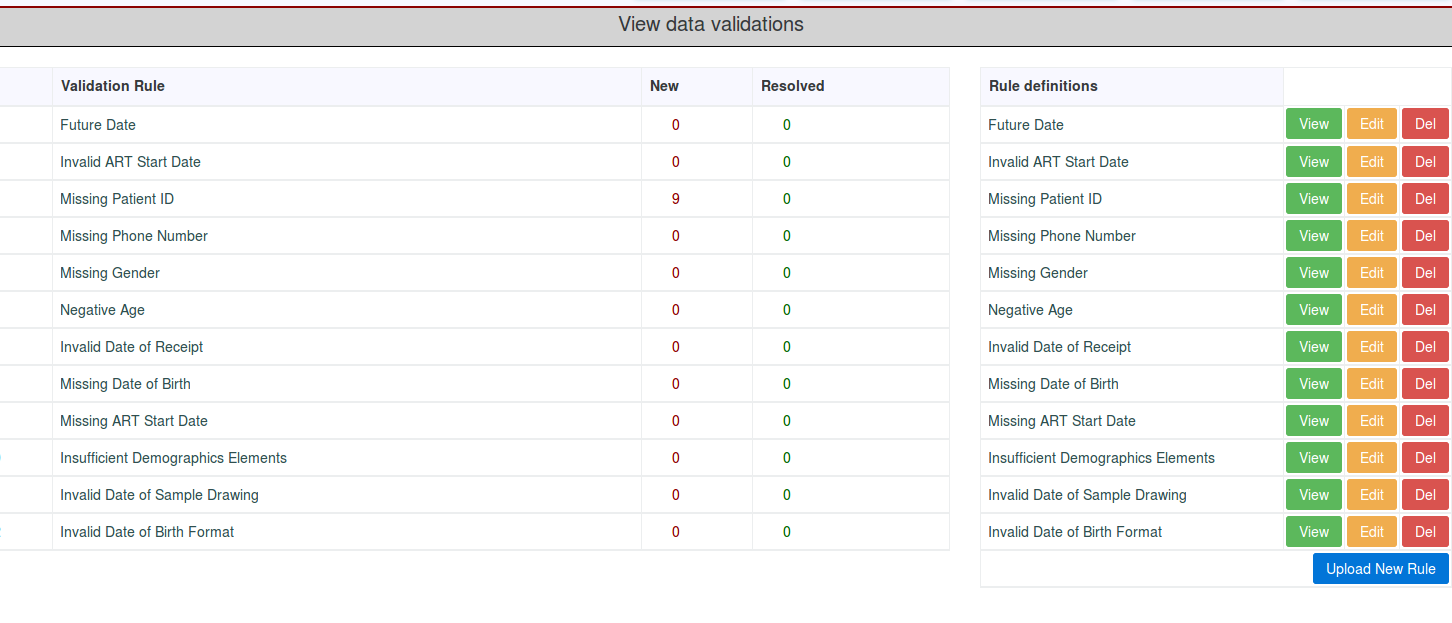 View data validations
Validation Rule New Resolved
Future Date 0 0
Invalid ART Start Date 0 0
Missing Patient ID 9 0
Missing Phone Number 0 0
Missing Gender 0 0
Negative Age 0 0
Invalid Date of Receipt 0 0
Missing Date of Birth 0 0
Missing ART Start Date 0 0
Insufficient Demographics Elements 0 0
Invalid Date of Sample Drawing 0 0
Invalid Date of Birth Format 0 0
Rule definitions
Future Date View Edit Del
Invalid ART Start Date View Edit Del
Missing Patient ID View Edit Del
Missing Phone Number View Edit Del
Missing Gender View Edit Del
Negative Age View Edit Del
Invalid Date of Receipt View Edit Del
Missing Date of Birth View Edit Del
Missing ART Start Date View Edit Del
Insufficient Demographics Elements View Edit Del
Invalid Date of Sample Drawing View Edit Del
Invalid Date of Birth Format View Edit Del
Upload New Rule